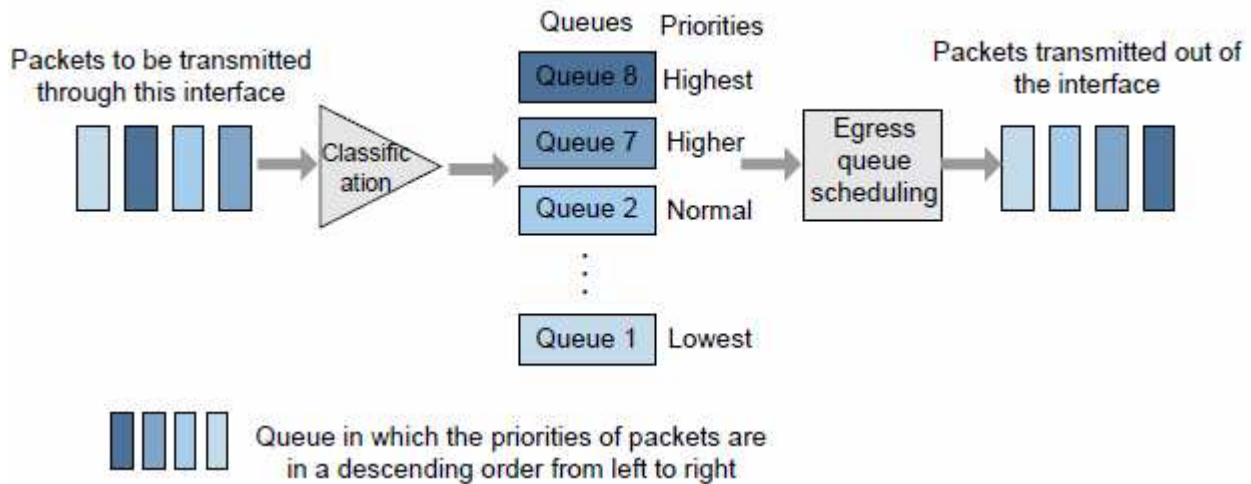 Queues Priorities
Packets to be transmitted
through this interface
Queue 8 Highest
Packets transmitted out of
the interface
Classific
ation
Queue 7 Higher
Egress
queue
scheduling
Queue 2 Normal
Queue 1 Lowest
Queue in which the priorities of packets are
in a descending order from left to right